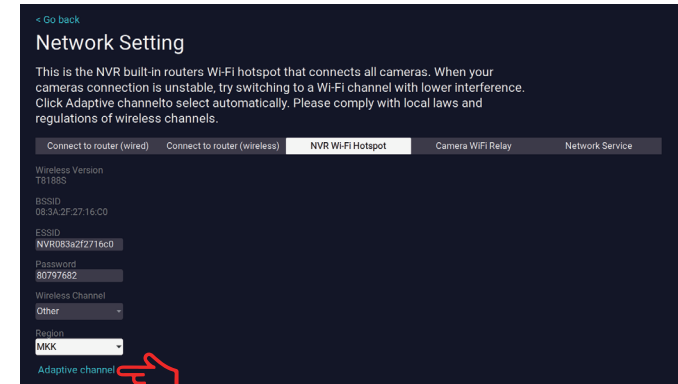 < Go back
Network Setting
This is the NVR built-in routers Wi-Fi hotspot that connects all cameras. When your
cameras connection is unstable, try switching to a Wi-Fi channel with lower interference.
Click Adaptive channelto select automatically. Please comply with local laws and
regulations of wireless channels.
Connect to router (wired) Connect to router (wireless) NVR Wi-Fi Hotspot Camera WiFi Relay Network Service
Wireless Version
T8188S
BSSID
08:3A:2F:27:16:C0
ESSID
NVR083a2f2716c0
Password
80797682
Wireless Channel
Other
Region
MKK
Adaptive channel